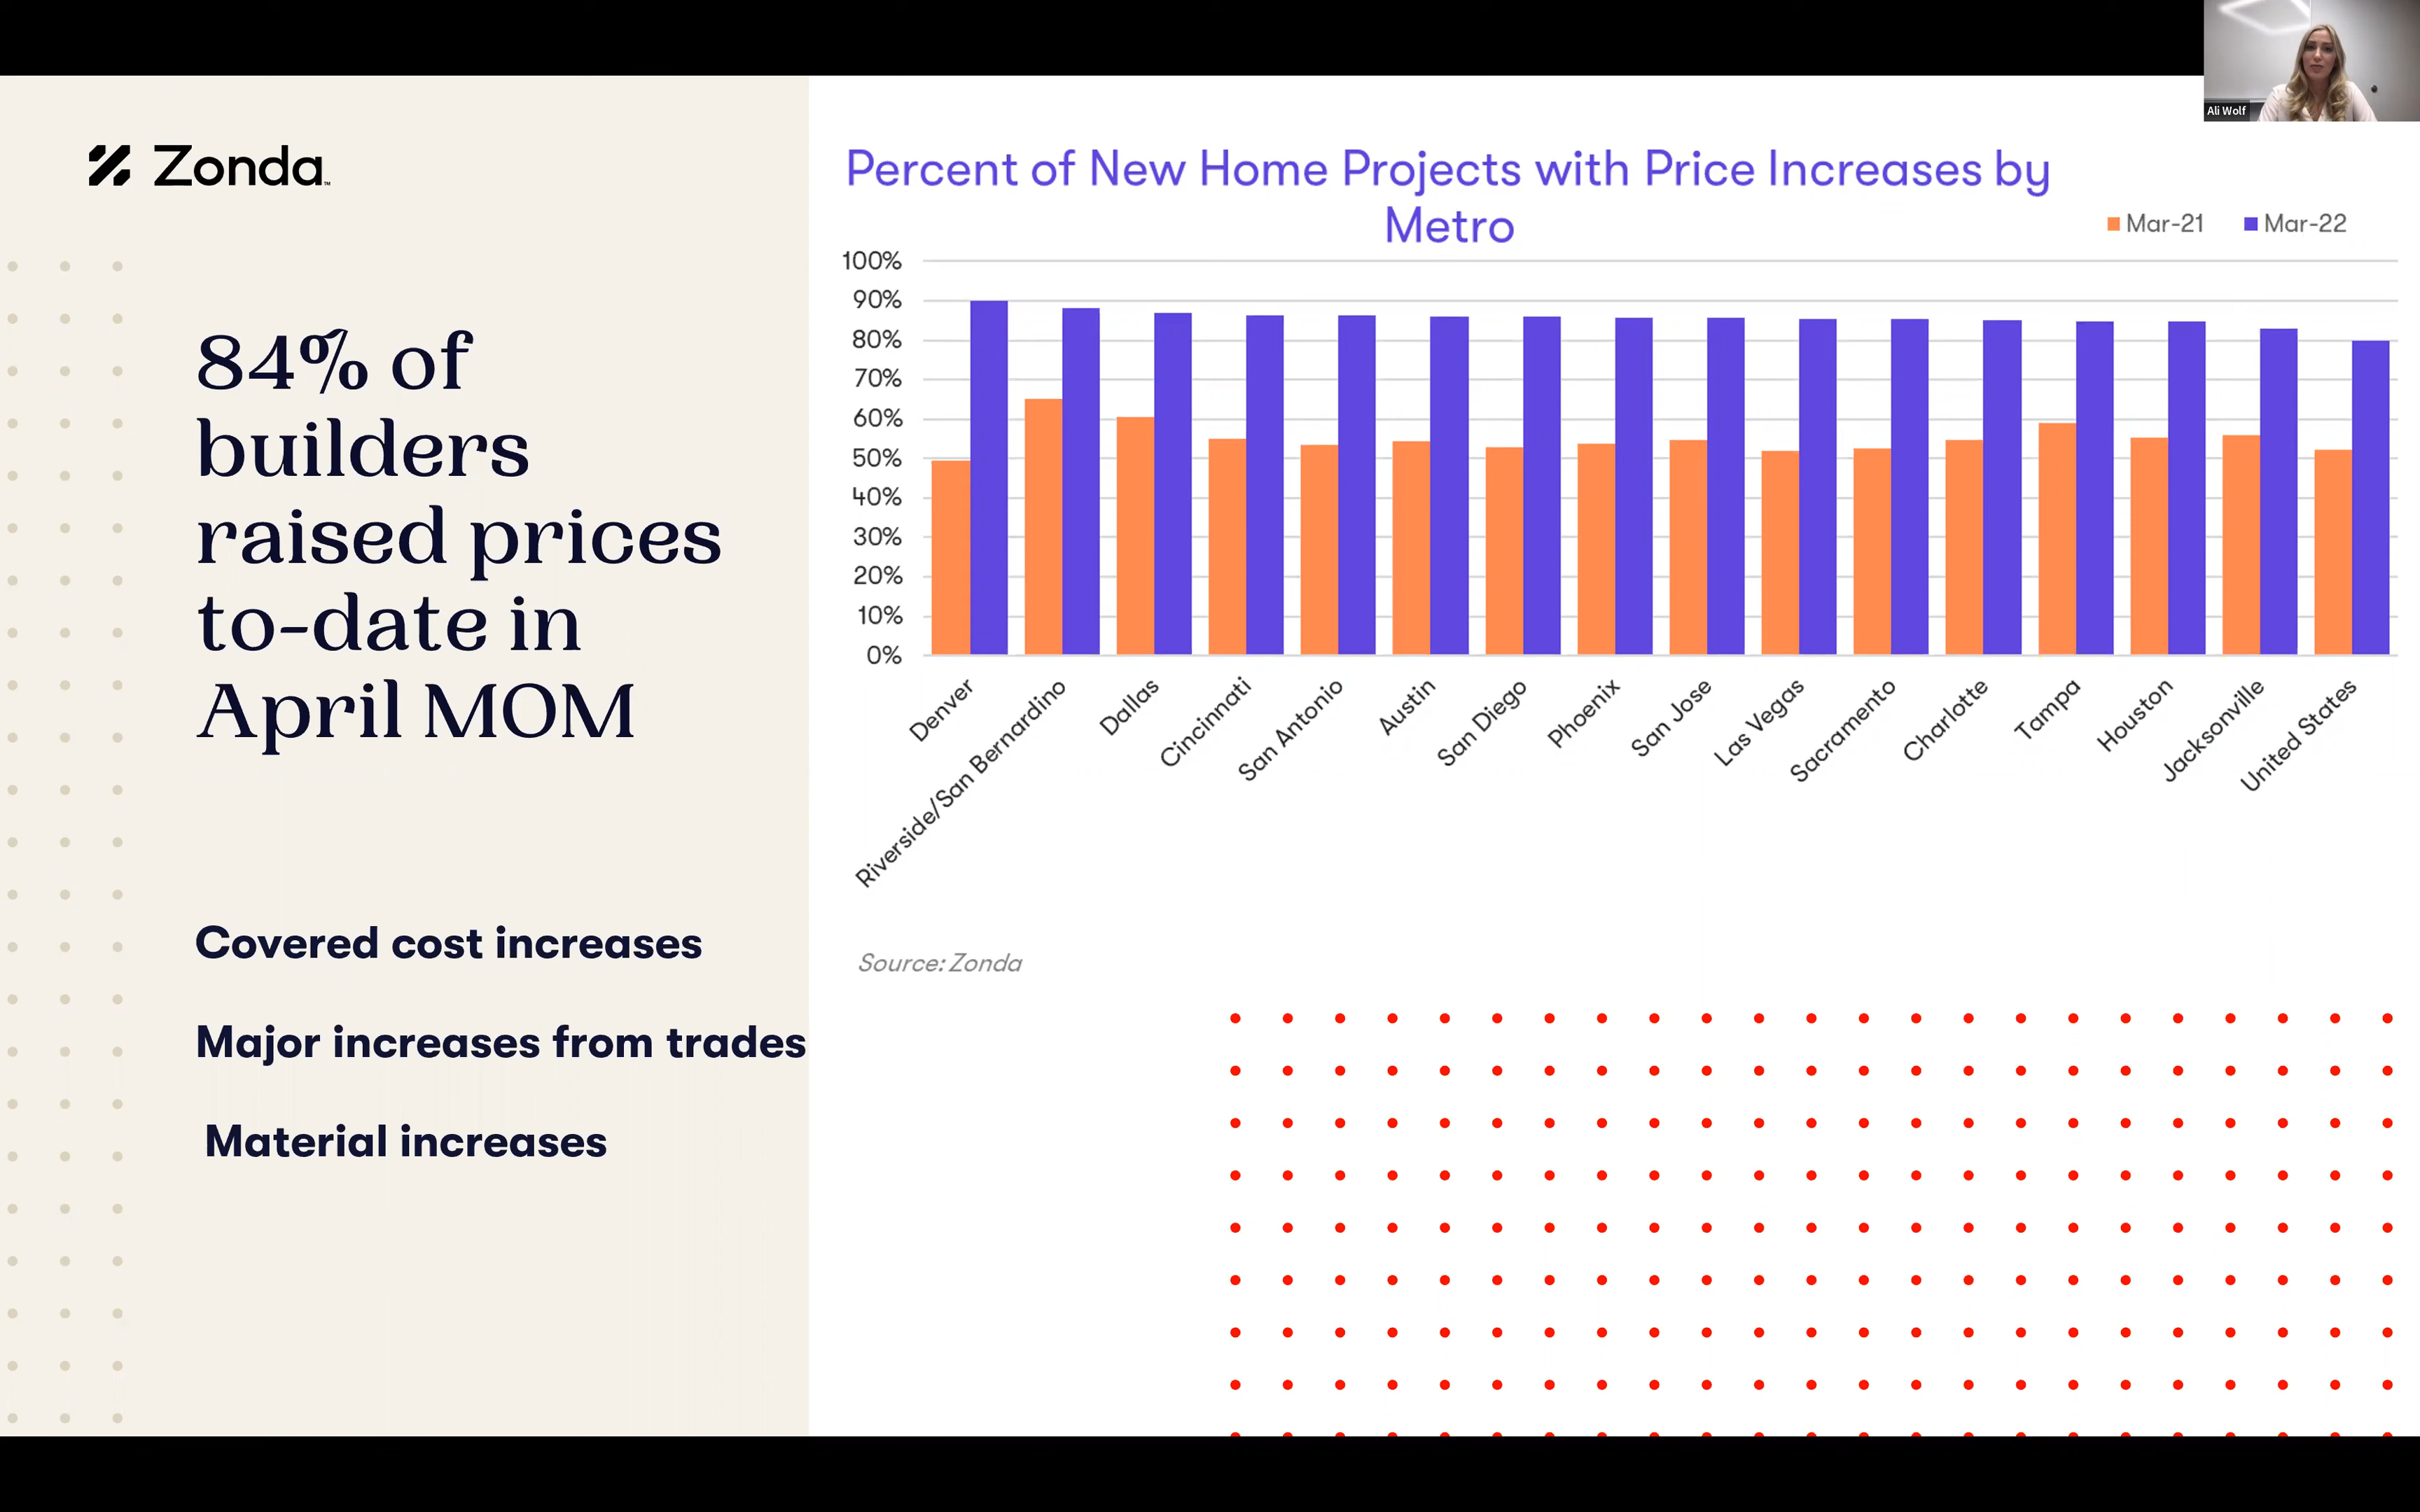 Ali Wolf
Zonda™
84% of
builders
raised prices
to-date in
April MOM
Covered cost increases
Major increases from trades
Material increases
Percent of New Home Projects with Price Increases by
Metro
Mar-21 Mar-22
100%
90%
80%
70%
60%
50%
40%
30%
20%
10%
0%
Denver
Riverside/San Bernardino
Dallas
Cincinnati
San Antonio
Austin
San Diego
Phoenix
San Jose
Las Vegas
Sacramento
Charlotte
Tampa
Houston
Jacksonville
United States
Source: Zonda